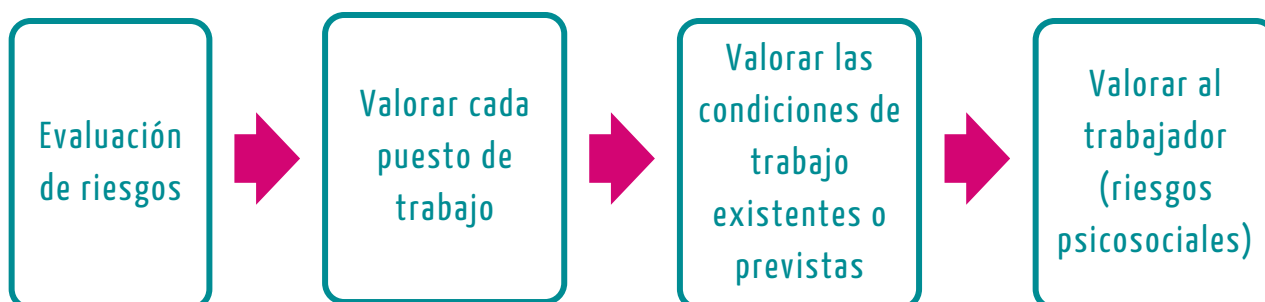 Evaluación
de riesgos
Valorar cada
puesto de
trabajo
Valorar las
condiciones de
trabajo
existentes o
previstas
Valorar al
trabajador
(riesgos
psicosociales)